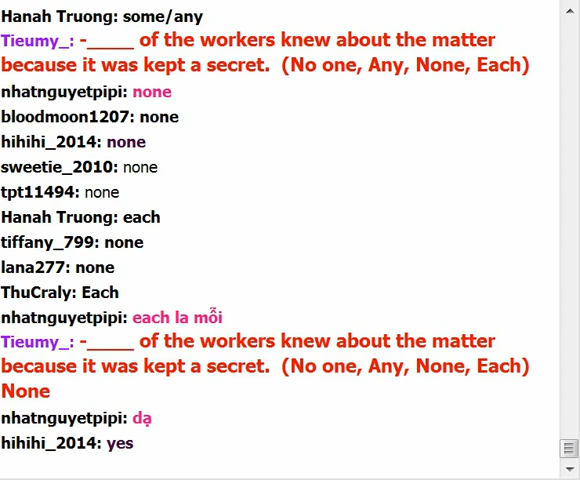 Hanah Truong: some/any
Tieumy_: -_____ of the workers knew about the matter
because it was kept a secret.  (No one, Any, None, Each)
nhatnguyetpipi: none
bloodmoon1207: none
hihihi_2014: none
sweetie_2010: none
tpt11494: none
Hanah Truong: each
tiffany_799: none
lana277: none
ThuCraly: Each
nhatnguyetpipi: each la mỗi
Tieumy_: -_____ of the workers knew about the matter
because it was kept a secret.  (No one, Any, None, Each)
None
nhatnguyetpipi: dạ
hihihi_2014: yes